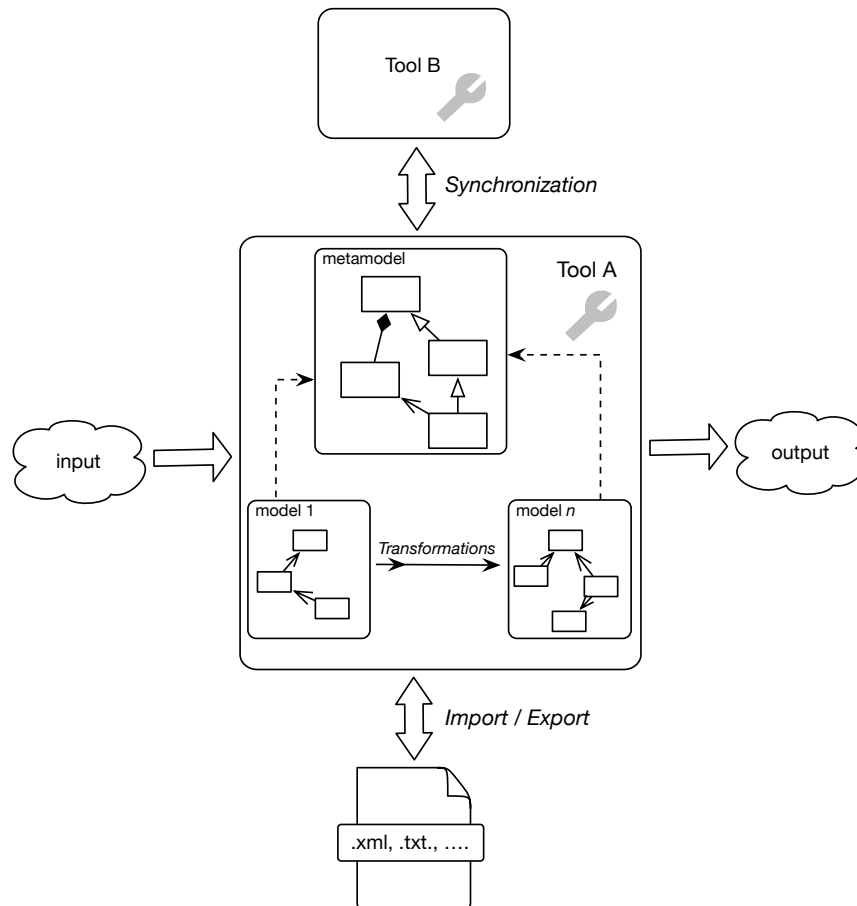 Tool B
Synchronization
metamodel
Tool A
input
output
model 1
Transformations
model n
Import / Export
.xml, .txt., ....